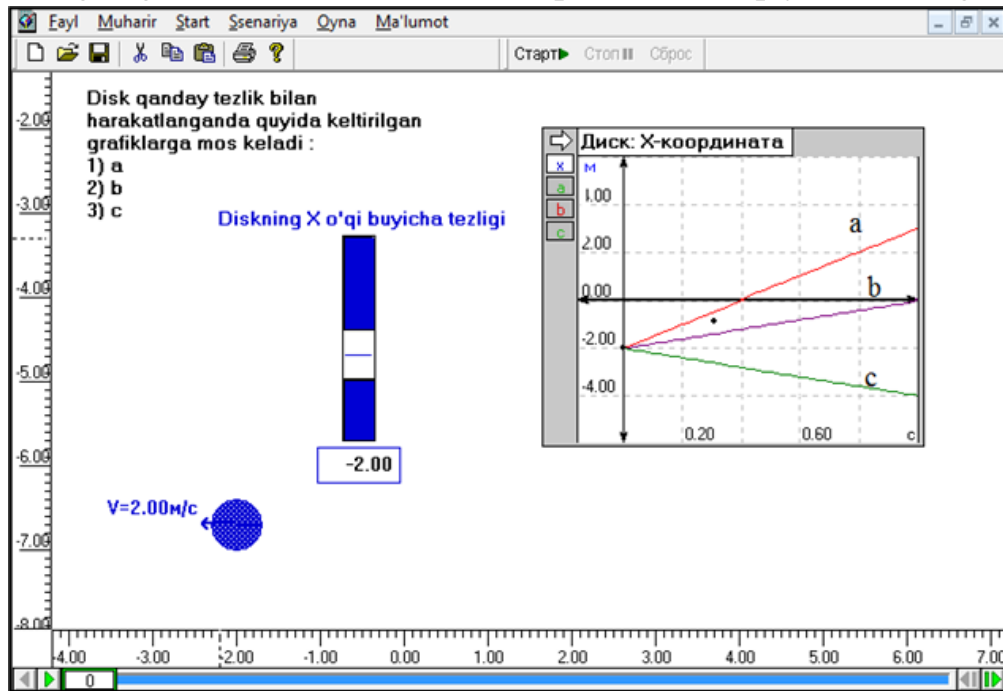 Fayl Muharir Start Ssenariya Oyna Ma'lumot
Старт Стоп Сброс
Disk qanday tezlik bilan
harakatlanganda quyida keltirilgan
grafiklarga mos keladi :
1) a
2) b
3) c
Diskning X o'qi buyicha tezligi
-2.00
V=2.00м/с
Диск: X-координата
x
a
b
c
м
2.00
0.00
-2.00
-4.00
a
b
c
0.20 0.60 с
-2.00
-3.00
-4.00
-5.00
-6.00
-7.00
-8.00
-3.00 -2.00 -1.00 0.00 1.00 2.00 3.00 4.00 5.00 6.00 7.00
0